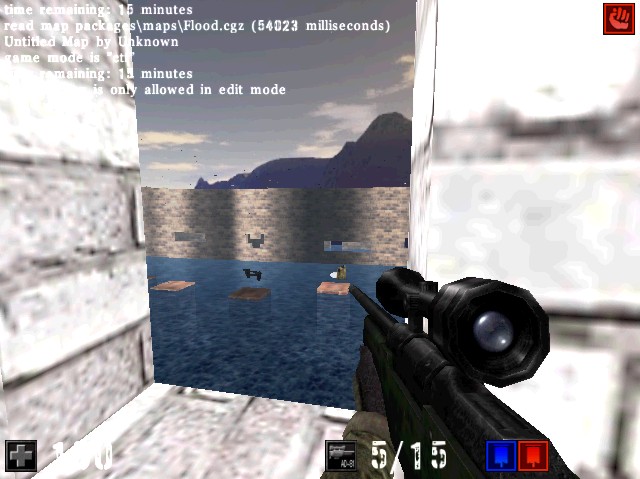 time remaining: 15 minutes
read map packages\maps\Flood.cgz (54023 milliseconds)
Untitled Map by Unknown
game mode is "ctf"
remaining: 15 minutes
is only allowed in edit mode
100
AD-81
5/15